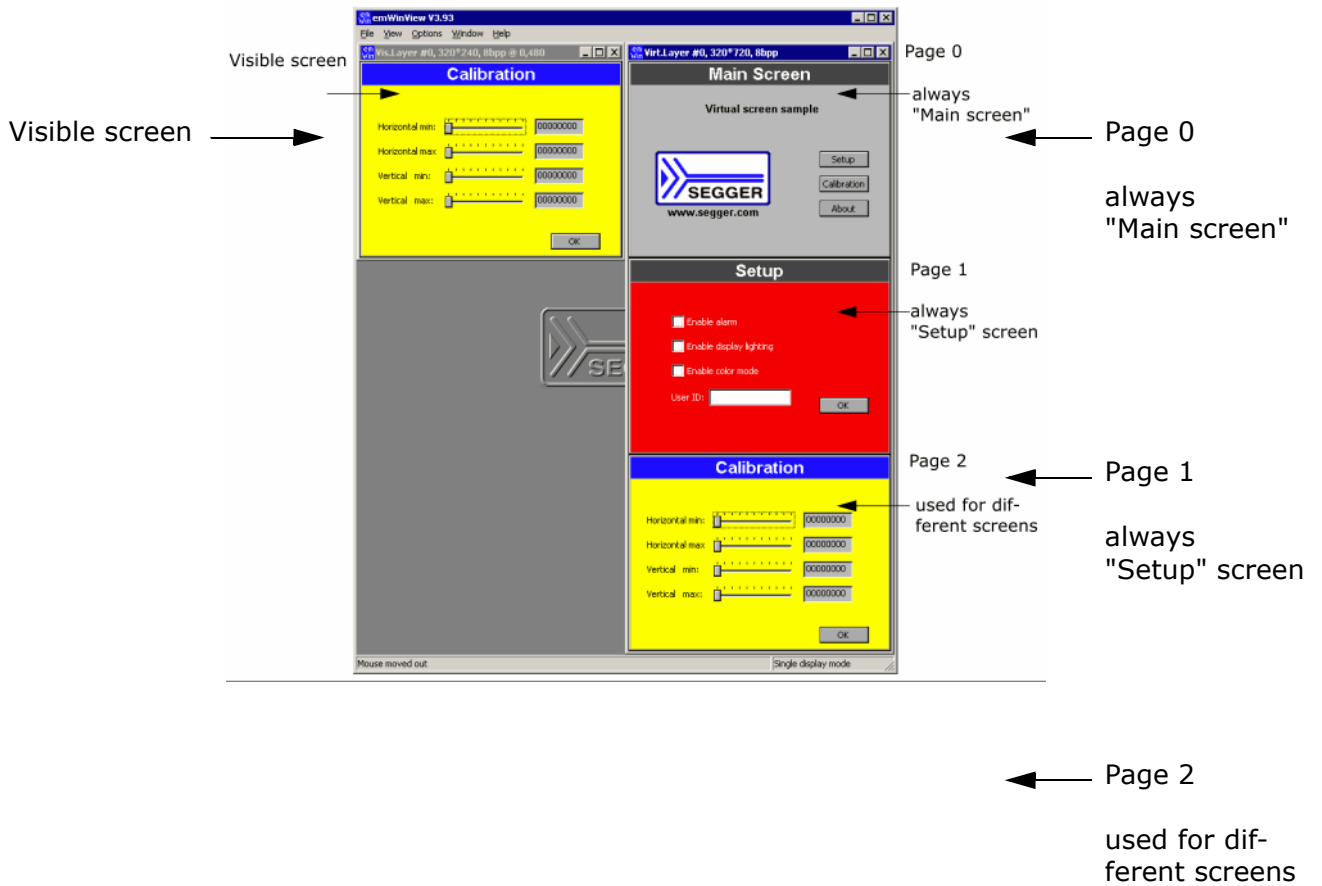 emWinView V3.93
File View Options Window Help
Vis.Layer #0, 320*240, 8bpp @ 0,480
Calibration
Horizontal min: 00000000
Horizontal max 00000000
Vertical min: 00000000
Vertical max: 00000000
OK
SEG
Virt.Layer #0, 320*720, 8bpp
Main Screen
Virtual screen sample
SEGGER
www.segger.com
Setup
Calibration
About
Setup
Enable alarm
Enable display lighting
Enable color mode
User ID:
OK
Calibration
Horizontal min: 00000000
Horizontal max 00000000
Vertical min: 00000000
Vertical max: 00000000
OK
Mouse moved out
Single display mode
Visible screen
Page 0
always
"Main screen"
Page 1
always
"Setup" screen
Page 2
used for dif-
ferent screens
Visible screen
Page 0
always
"Main screen"
Page 1
always
"Setup" screen
Page 2
used for dif-
ferent screens